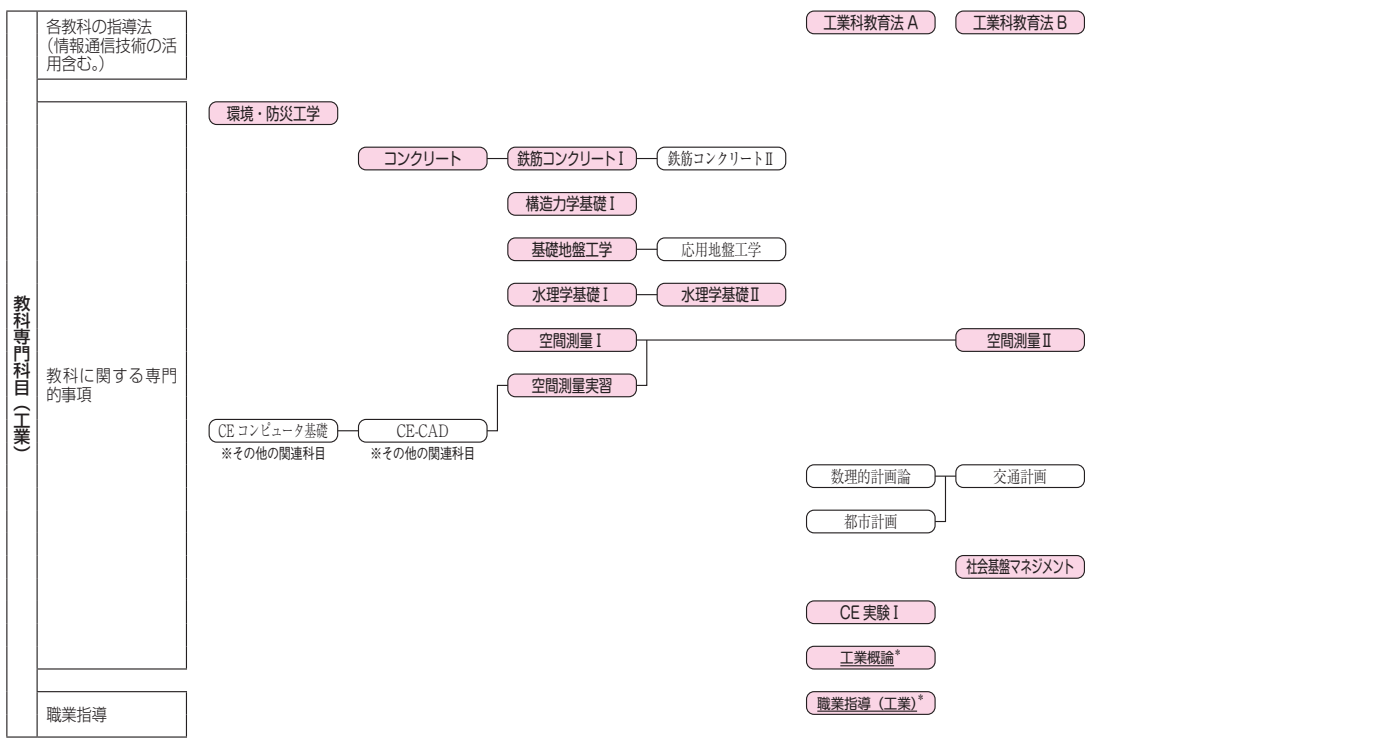 教科専門科目（工業）
各教科の指導法
（情報通信技術の活
用含む。）
工業科教育法 A
工業科教育法 B
教科に関する専門
的事項
環境・防災工学
コンクリート
鉄筋コンクリートⅠ
鉄筋コンクリートⅡ
構造力学基礎Ⅰ
基礎地盤工学
応用地盤工学
水理学基礎Ⅰ
水理学基礎Ⅱ
空間測量Ⅰ
空間測量Ⅱ
空間測量実習
CE コンピュータ基礎
※その他の関連科目
CE-CAD
※その他の関連科目
数理的計画論
交通計画
都市計画
社会基盤マネジメント
CE 実験Ⅰ
工業概論*
職業指導
職業指導（工業）*